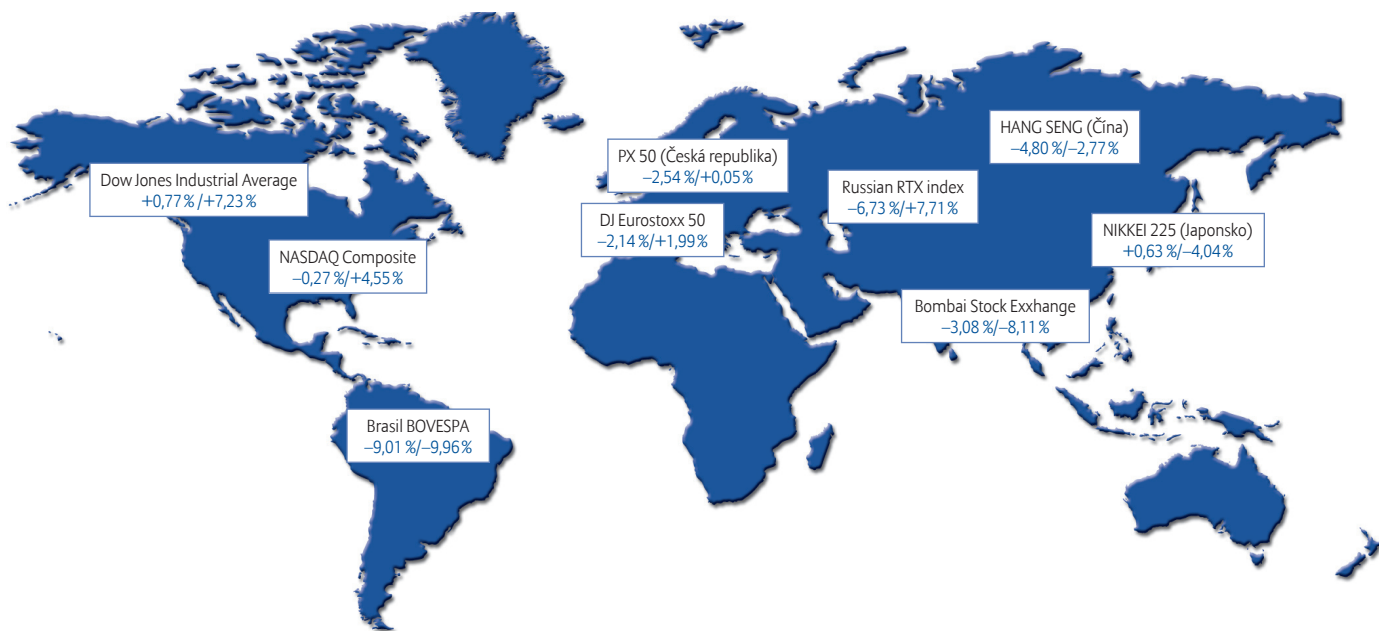 HANG SENG (Čína)
–4,80 %/–2,77 %
PX 50 (Česká republika)
–2,54 %/+0,05 %
Dow Jones Industrial Average
+0,77 % /+7,23 %
Russian RTX index
–6,73 %/+7,71 %
DJ Eurostoxx 50
–2,14 %/+1,99 %
NIKKEI 225 (Japonsko)
+0,63 %/–4,04 %
NASDAQ Composite
–0,27 %/+4,55 %
Bombai Stock Exxhange
–3,08 %/–8,11 %
Brasil BOVESPA
–9,01 %/–9,96 %